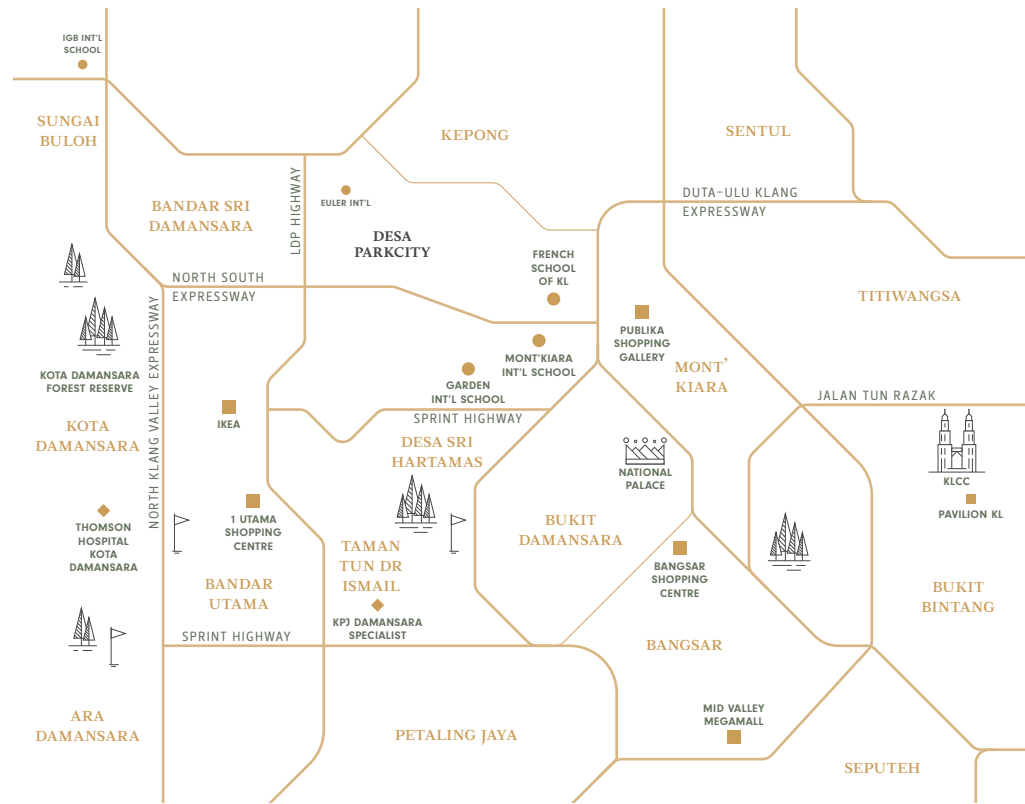 IGB INT'L
SCHOOL
SUNGAI
BULOH
KEPONG
SENTUL
BANDAR SRI
DAMANSARA
LDP HIGHWAY
EULER INT'L
DESA
PARKCITY
DUTA-ULU KLANG
EXPRESSWAY
FRENCH
SCHOOL
OF KL
NORTH SOUTH
EXPRESSWAY
TITIWANGSA
NORTH KLANG VALLEY EXPRESSWAY
KOTA DAMANSARA
FOREST RESERVE
PUBLIKA
SHOPPING
GALLERY
MONT'KIARA
INT'L SCHOOL
MONT'
KIARA
GARDEN
INT'L SCHOOL
JALAN TUN RAZAK
IKEA
SPRINT HIGHWAY
KOTA
DAMANSARA
DESA SRI
HARTAMAS
NATIONAL
PALACE
KLCC
PAVILION KL
THOMSON
HOSPITAL
KOTA
DAMANSARA
1 UTAMA
SHOPPING
CENTRE
BUKIT
DAMANSARA
TAMAN
TUN DR
ISMAIL
BANGSAR
SHOPPING
CENTRE
BANDAR
UTAMA
BUKIT
BINTANG
KPJ DAMANSARA
SPECIALIST
SPRINT HIGHWAY
BANGSAR
MID VALLEY
MEGAMALL
ARA
DAMANSARA
PETALING JAYA
SEPUTEH